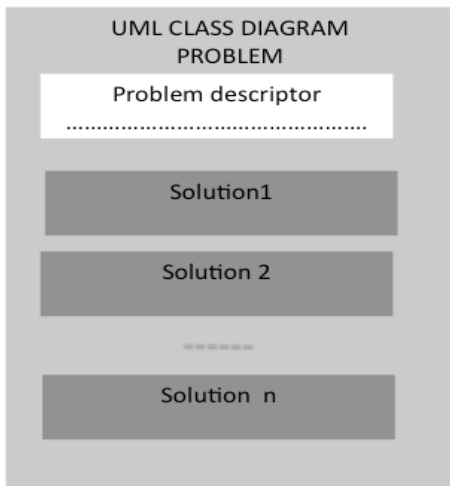 UML CLASS DIAGRAM
PROBLEM
Problem descriptor
................................................
Solution1
Solution 2
------
Solution n